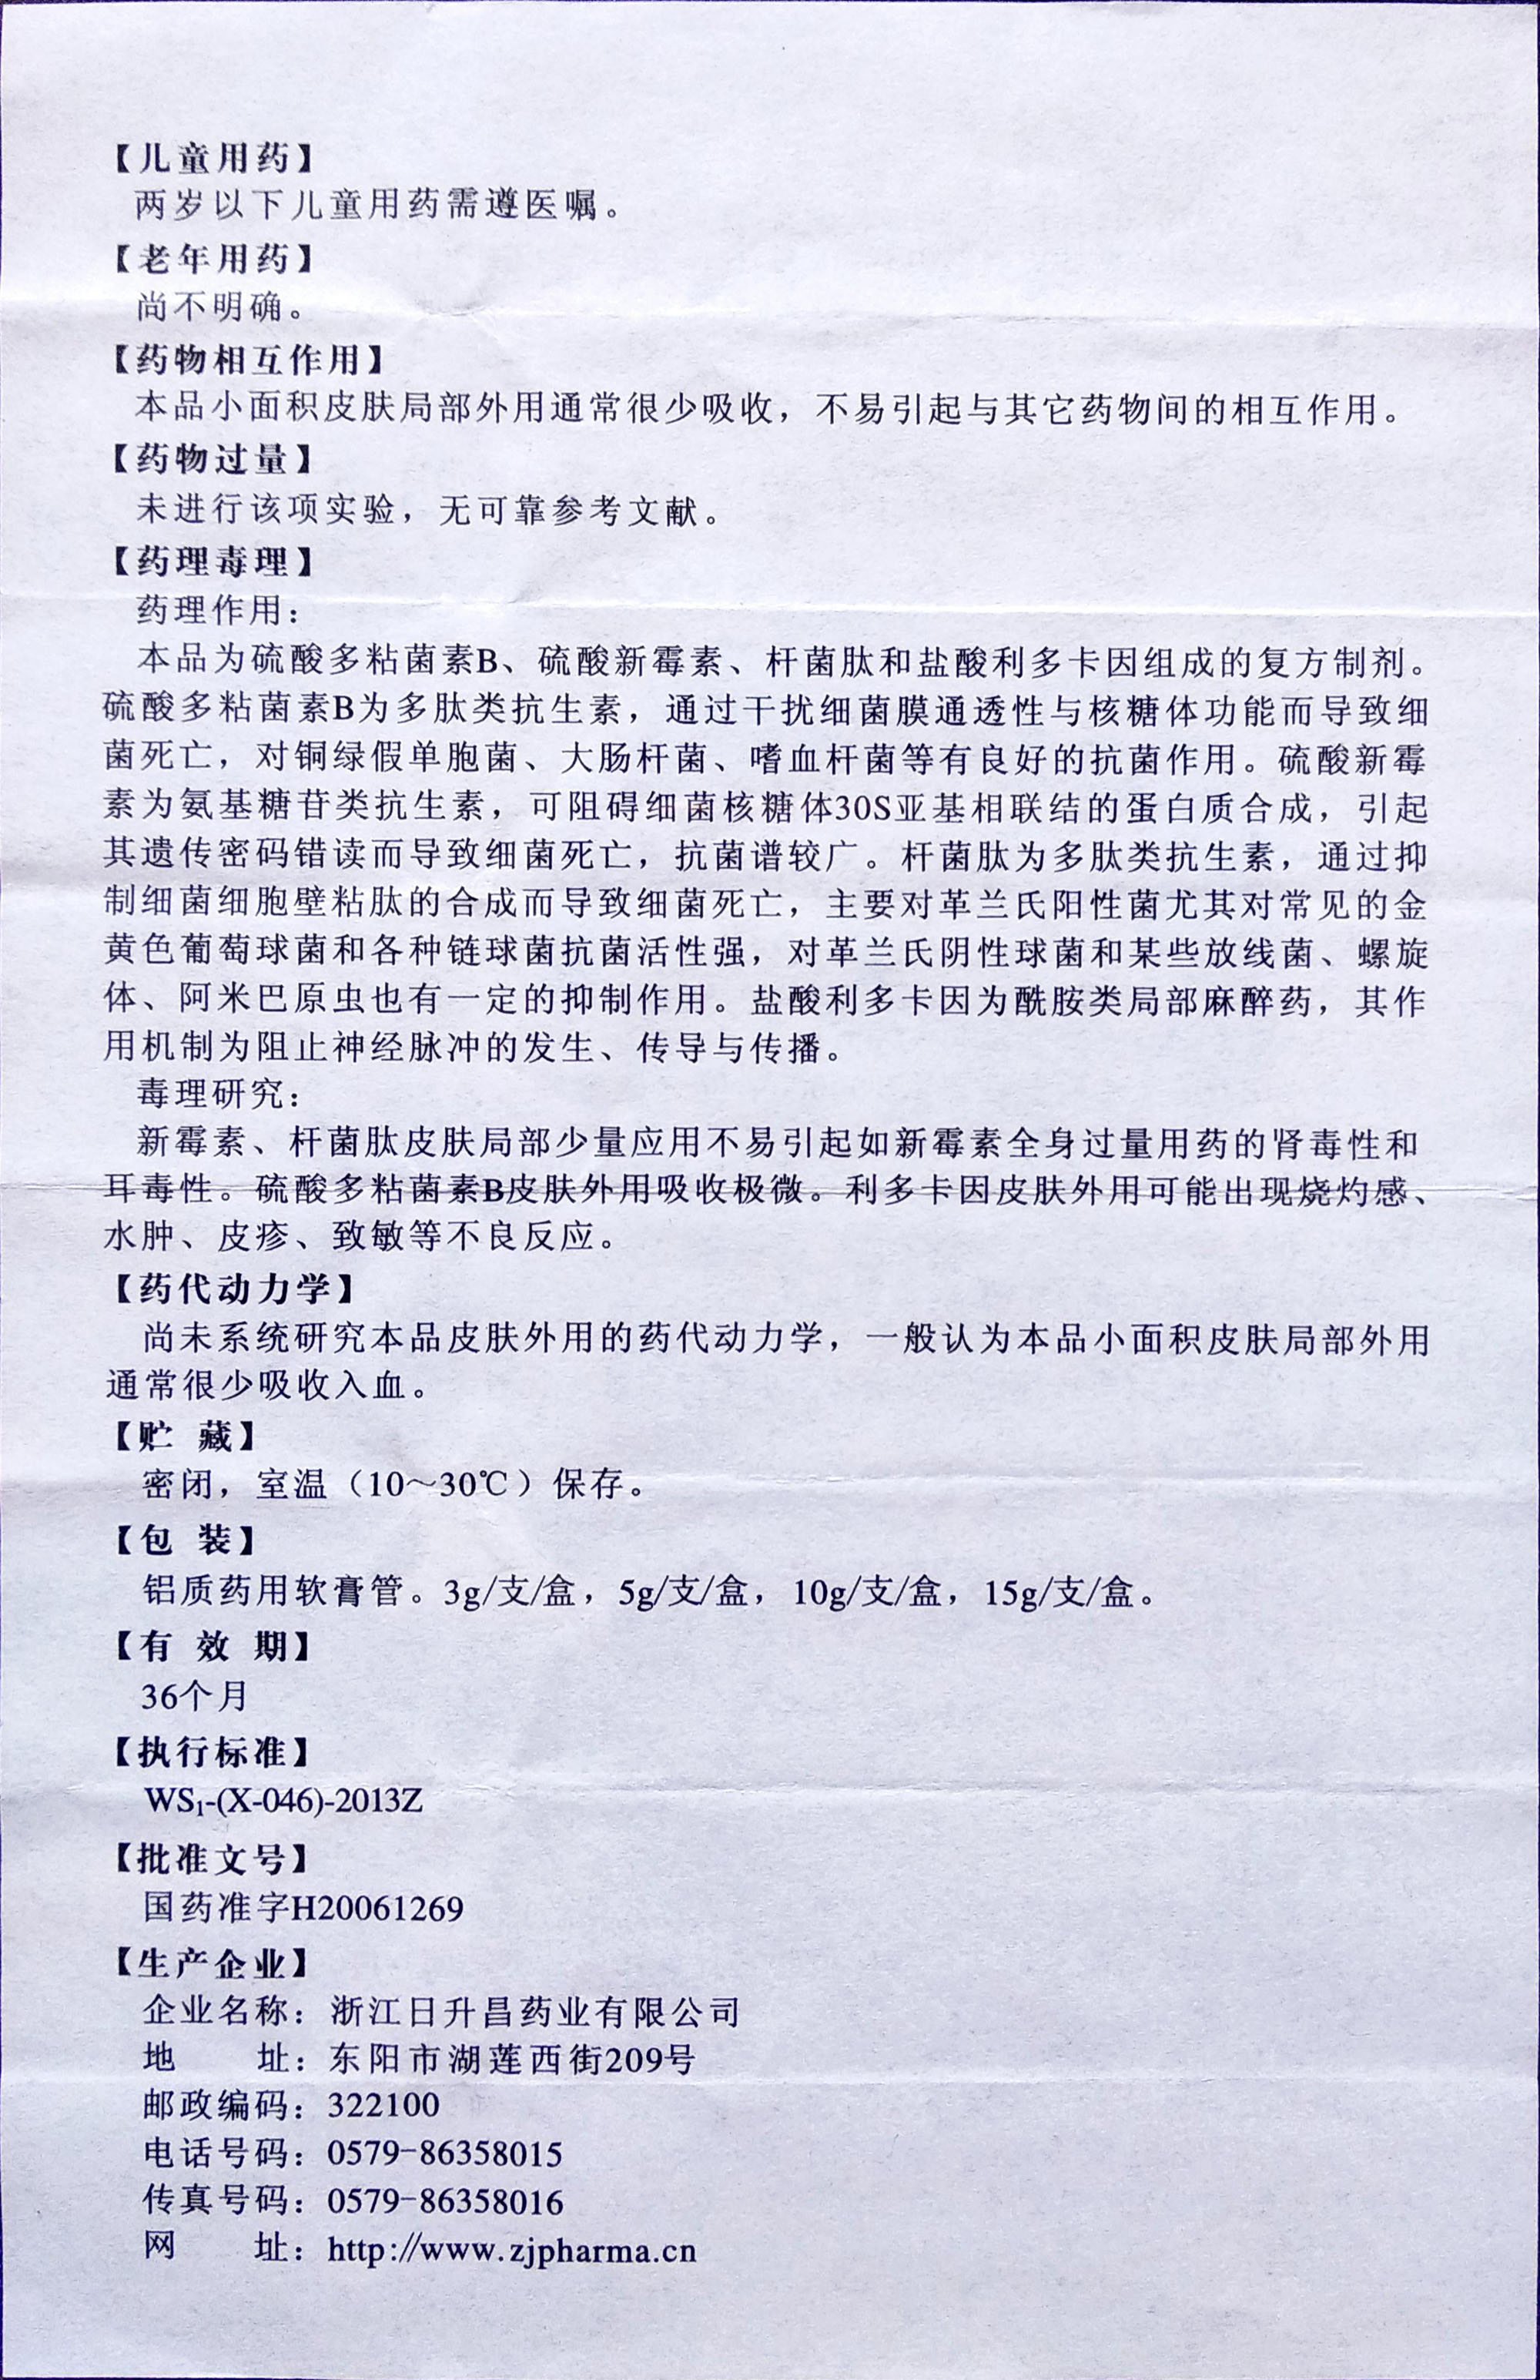 【儿童用药】
两岁以下儿童用药需遵医嘱。
【老年用药】
尚不明确。
【药物相互作用】
本品小面积皮肤局部外用通常很少吸收，不易引起与其它药物间的相互作用。
【药物过量】
未进行该项实验，无可靠参考文献。
【药理毒理】
药理作用：
本品为硫酸多粘菌素B、硫酸新霉素、杆菌肽和盐酸利多卡因组成的复方制剂。
硫酸多粘菌素B为多肽类抗生素，通过干扰细菌膜通透性与核糖体功能而导致细
菌死亡，对铜绿假单胞菌、大肠杆菌、嗜血杆菌等有良好的抗菌作用。硫酸新霉
素为氨基糖苷类抗生素，可阻碍细菌核糖体30S亚基相联结的蛋白质合成，引起
其遗传密码错读而导致细菌死亡，抗菌谱较广。杆菌肽为多肽类抗生素，通过抑
制细菌细胞壁粘肽的合成而导致细菌死亡，主要对革兰氏阳性菌尤其对常见的金
黄色葡萄球菌和各种链球菌抗菌活性强，对革兰氏阴性球菌和某些放线菌、螺旋
体、阿米巴原虫也有一定的抑制作用。盐酸利多卡因为酰胺类局部麻醉药，其作
用机制为阻止神经脉冲的发生、传导与传播。
毒理研究：
新霉素、杆菌肽皮肤局部少量应用不易引起如新霉素全身过量用药的肾毒性和
耳毒性。硫酸多粘菌素B皮肤外用吸收极微。利多卡因皮肤外用可能出现烧灼感、
水肿、皮疹、致敏等不良反应。
【药代动力学】
尚未系统研究本品皮肤外用的药代动力学，一般认为本品小面积皮肤局部外用
通常很少吸收入血。
【贮 藏】
密闭，室温（10～30℃）保存。
【包 装】
铝质药用软膏管。3g/支/盒，5g/支/盒，10g/支/盒，15g/支/盒。
【有 效 期】
36个月
【执行标准】
WS₁-(X-046)-2013Z
【批准文号】
国药准字H20061269
【生产企业】
企业名称：浙江日升昌药业有限公司
地 址：东阳市湖莲西街209号
邮政编码：322100
电话号码：0579-86358015
传真号码：0579-86358016
网 址：http://www.zjpharma.cn